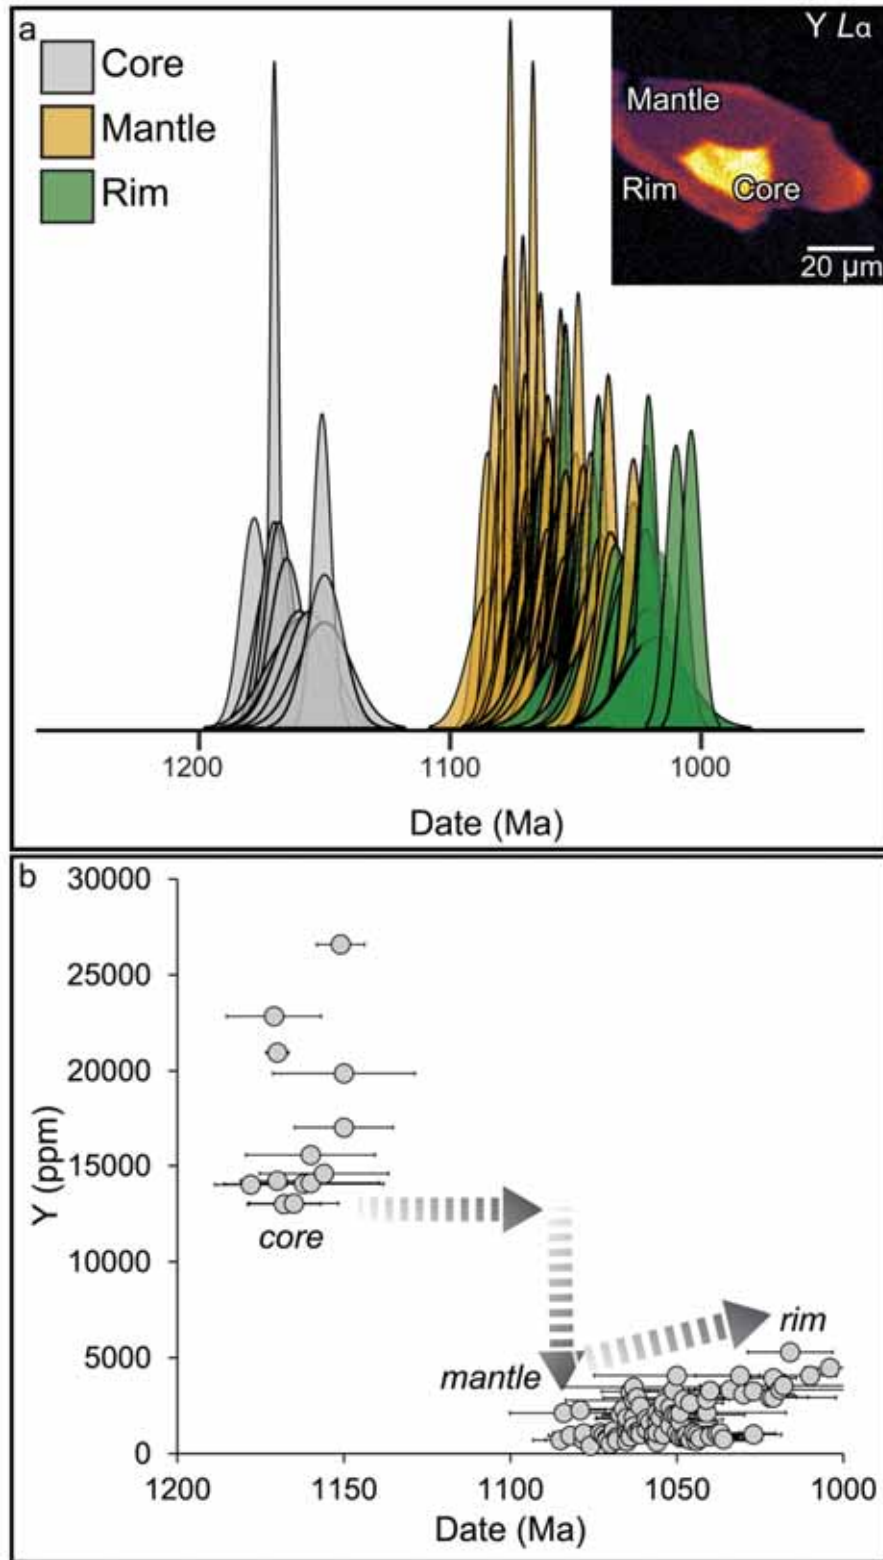 a
Y Lα
Core
Mantle
Rim
Mantle
Rim
Core
20 µm
1200
1100
1000
Date (Ma)
b
30000
25000
20000
15000
10000
5000
0
Y (ppm)
core
mantle
rim
1200
1150
1100
1050
1000
Date (Ma)